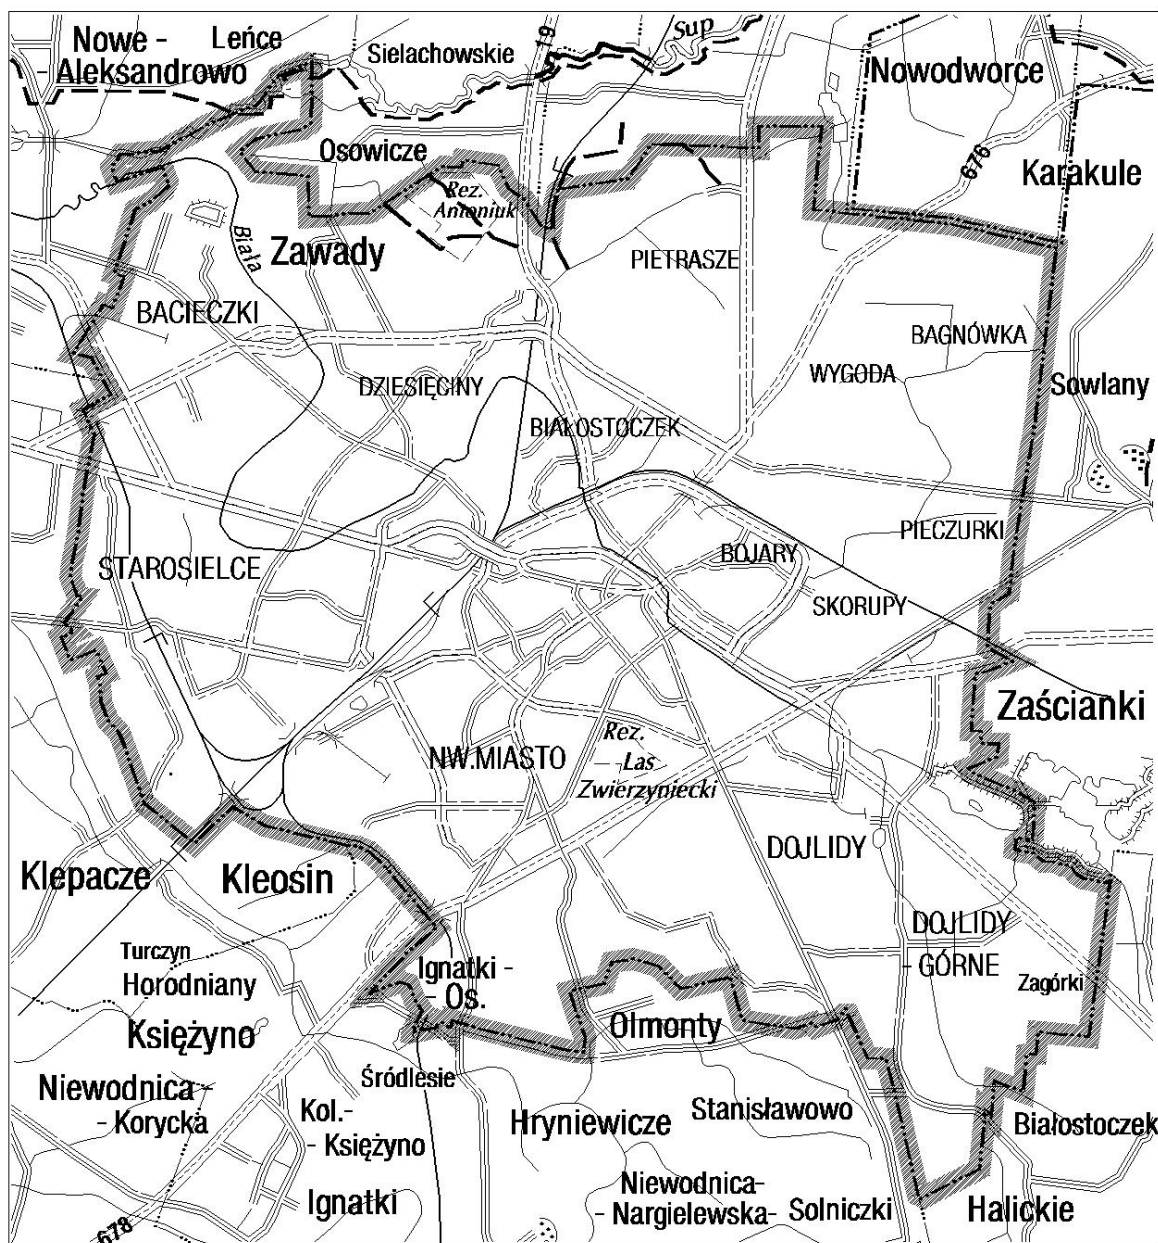 Nowe -
- Aleksandrowo
Leńce
Sielachowskie
19
Sup
Nowodworce
676
Karakule
Osowicze
Rez.
Antoniuk
Biała
Zawady
PIETRASZE
BACIECZKI
BAGNÓWKA
DZIESIĘCINY
WYGODA
Sowlany
BIAŁOSTOCZEK
PIECZURKI
BOJARY
STAROSIELCE
SKORUPY
Zaścianki
Rez.
- Las
Zwierzyniecki
NW.MIASTO
DOJLIDY
Klepacze
Kleosin
DOJLIDY
- GÓRNE
Turczyn
Horodniany
Ignatki -
- Os.
Zagórki
Księżyno
Olmonty
Śródlesie
Niewodnica -
- Korycka
Kol.-
- Księżyno
Hryniewicze
Stanisławowo
Białostoczek
Ignatki
Niewodnica-
- Nargielewska-
Solniczki
Halickie
678